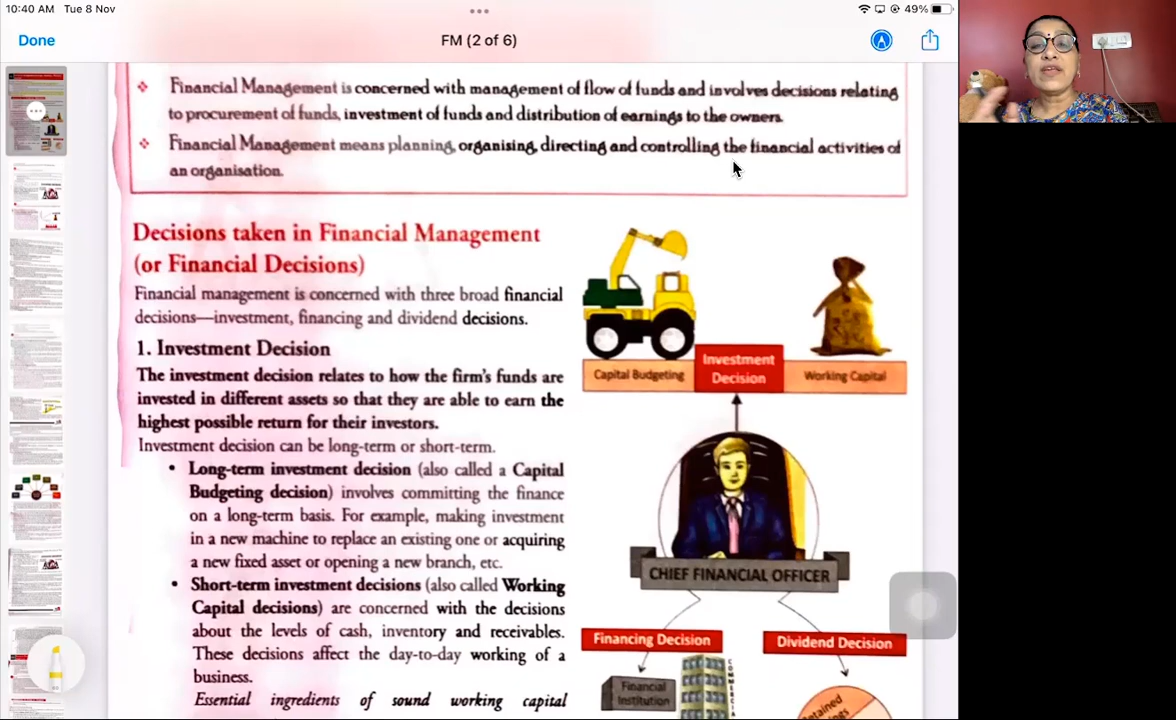 10:40 AM Tue 8 Nov
49%
Done
FM (2 of 6)
❖ Financial Management is concerned with management of flow of funds and involves decisions relating
to procurement of funds, investment of funds and distribution of earnings to the owners.
❖ Financial Management means planning, organising, directing and controlling the financial activities of
an organisation.
Decisions taken in Financial Management
(or Financial Decisions)
Financial management is concerned with three broad financial
decisions—investment, financing and dividend decisions.
1. Investment Decision
The investment decision relates to how the firm's funds are
invested in different assets so that they are able to earn the
highest possible return for their investors.
Investment decision can be long-term or short-term.
• Long-term investment decision (also called a Capital
Budgeting decision) involves committing the finance
on a long-term basis. For example, making investment
in a new machine to replace an existing one or acquiring
a new fixed asset or opening a new branch, etc.
• Short-term investment decisions (also called Working
Capital decisions) are concerned with the decisions
about the levels of cash, inventory and receivables.
These decisions affect the day-to-day working of a
business.
Essential ingredients of sound working capital
Capital Budgeting
Investment
Decision
Working Capital
CHIEF FINANCIAL OFFICER
Financing Decision
Dividend Decision
Financial
Institution
Retained